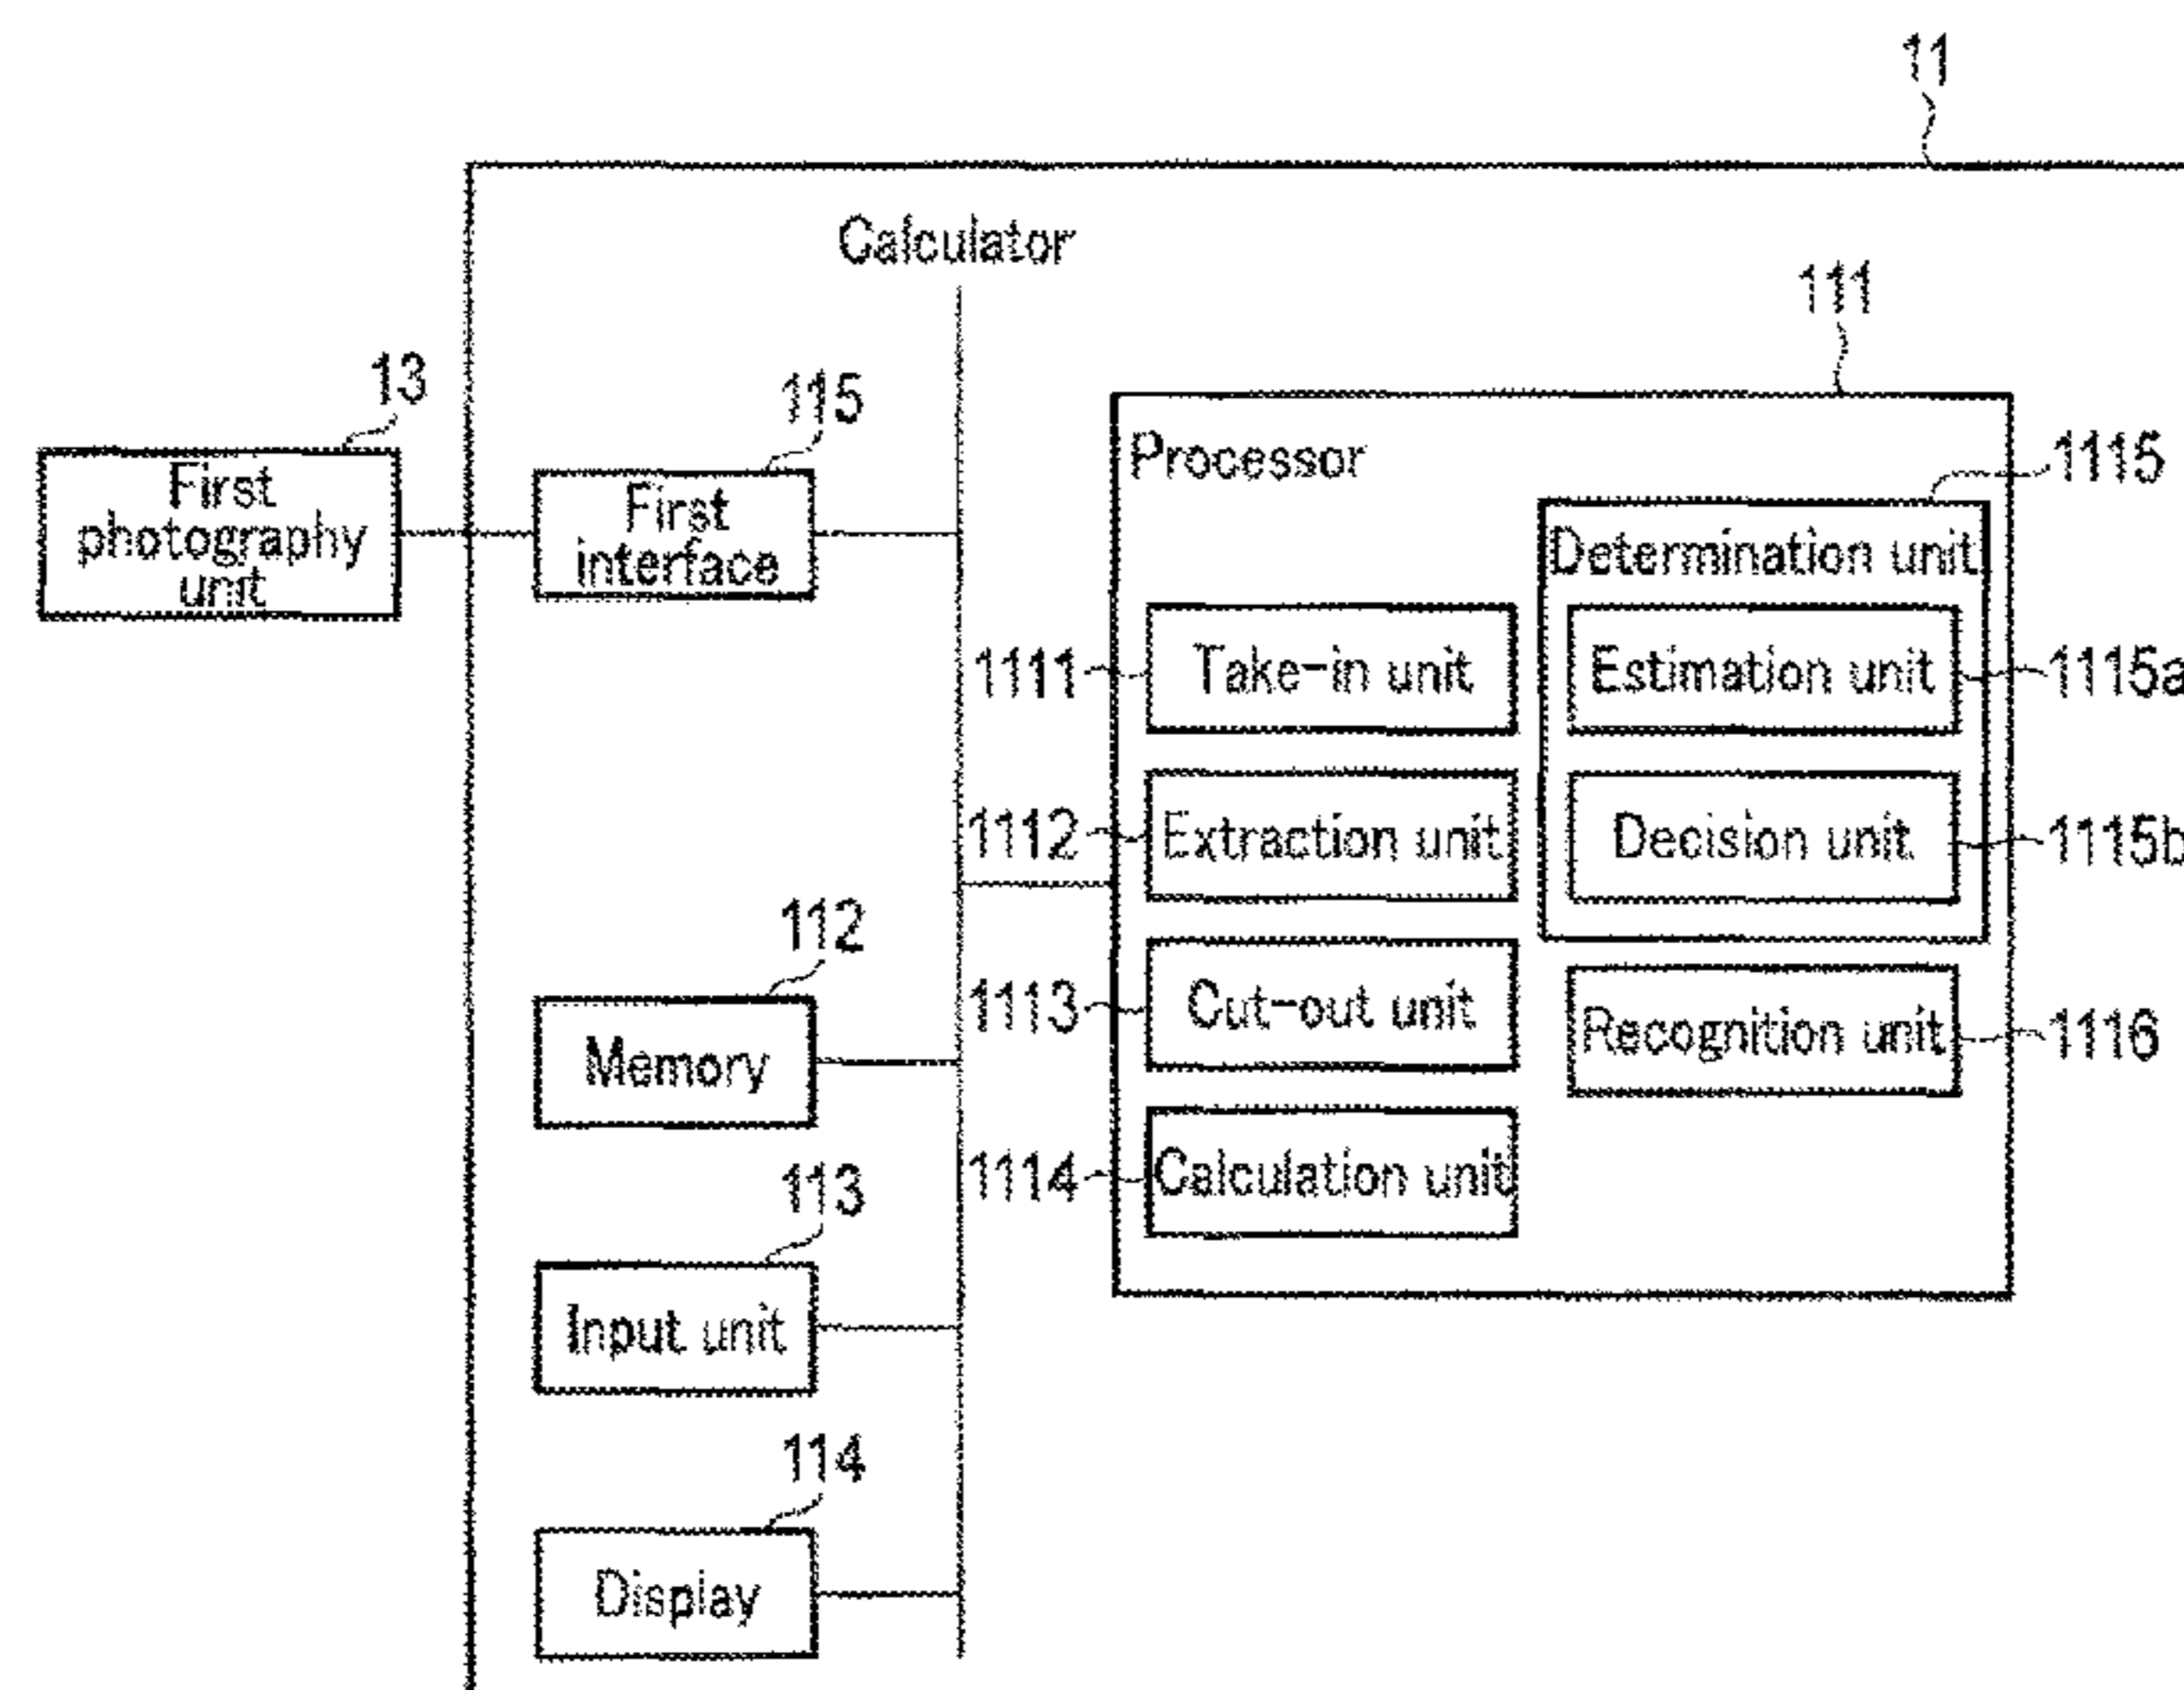 11
Calculator
111
13
115
Processor
1115
First
photography
unit
First
interface
Determination unit
1111
Take-in unit
Estimation unit
1115a
1112
Extraction unit
Decision unit
1115b
112
1113
Cut-out unit
Memory
Recognition unit
1116
1114
Calculation unit
113
Input unit
114
Display